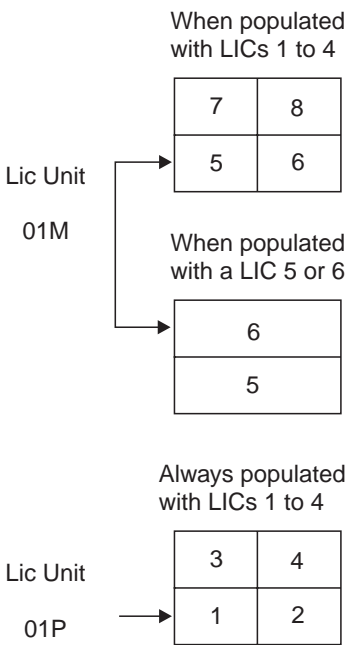 When populated
with LICs 1 to 4
7 8
5 6
Lic Unit
01M
When populated
with a LIC 5 or 6
6
5
Always populated
with LICs 1 to 4
3 4
Lic Unit
1 2
01P